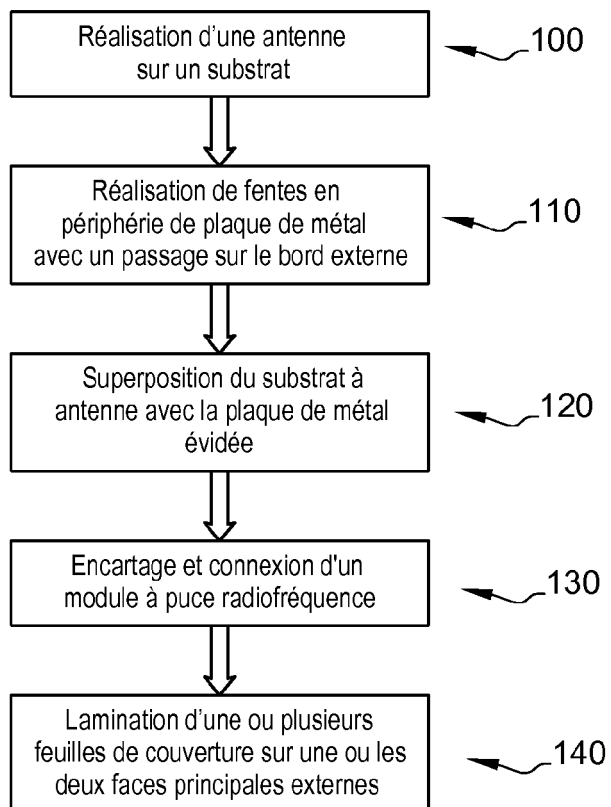 Réalisation d’une antenne
sur un substrat
100
Réalisation de fentes en
périphérie de plaque de métal
avec un passage sur le bord externe
110
Superposition du substrat à
antenne avec la plaque de métal
évidée
120
Encartage et connexion d'un
module à puce radiofréquence
130
Lamination d’une ou plusieurs
feuilles de couverture sur une ou les
deux faces principales externes
140